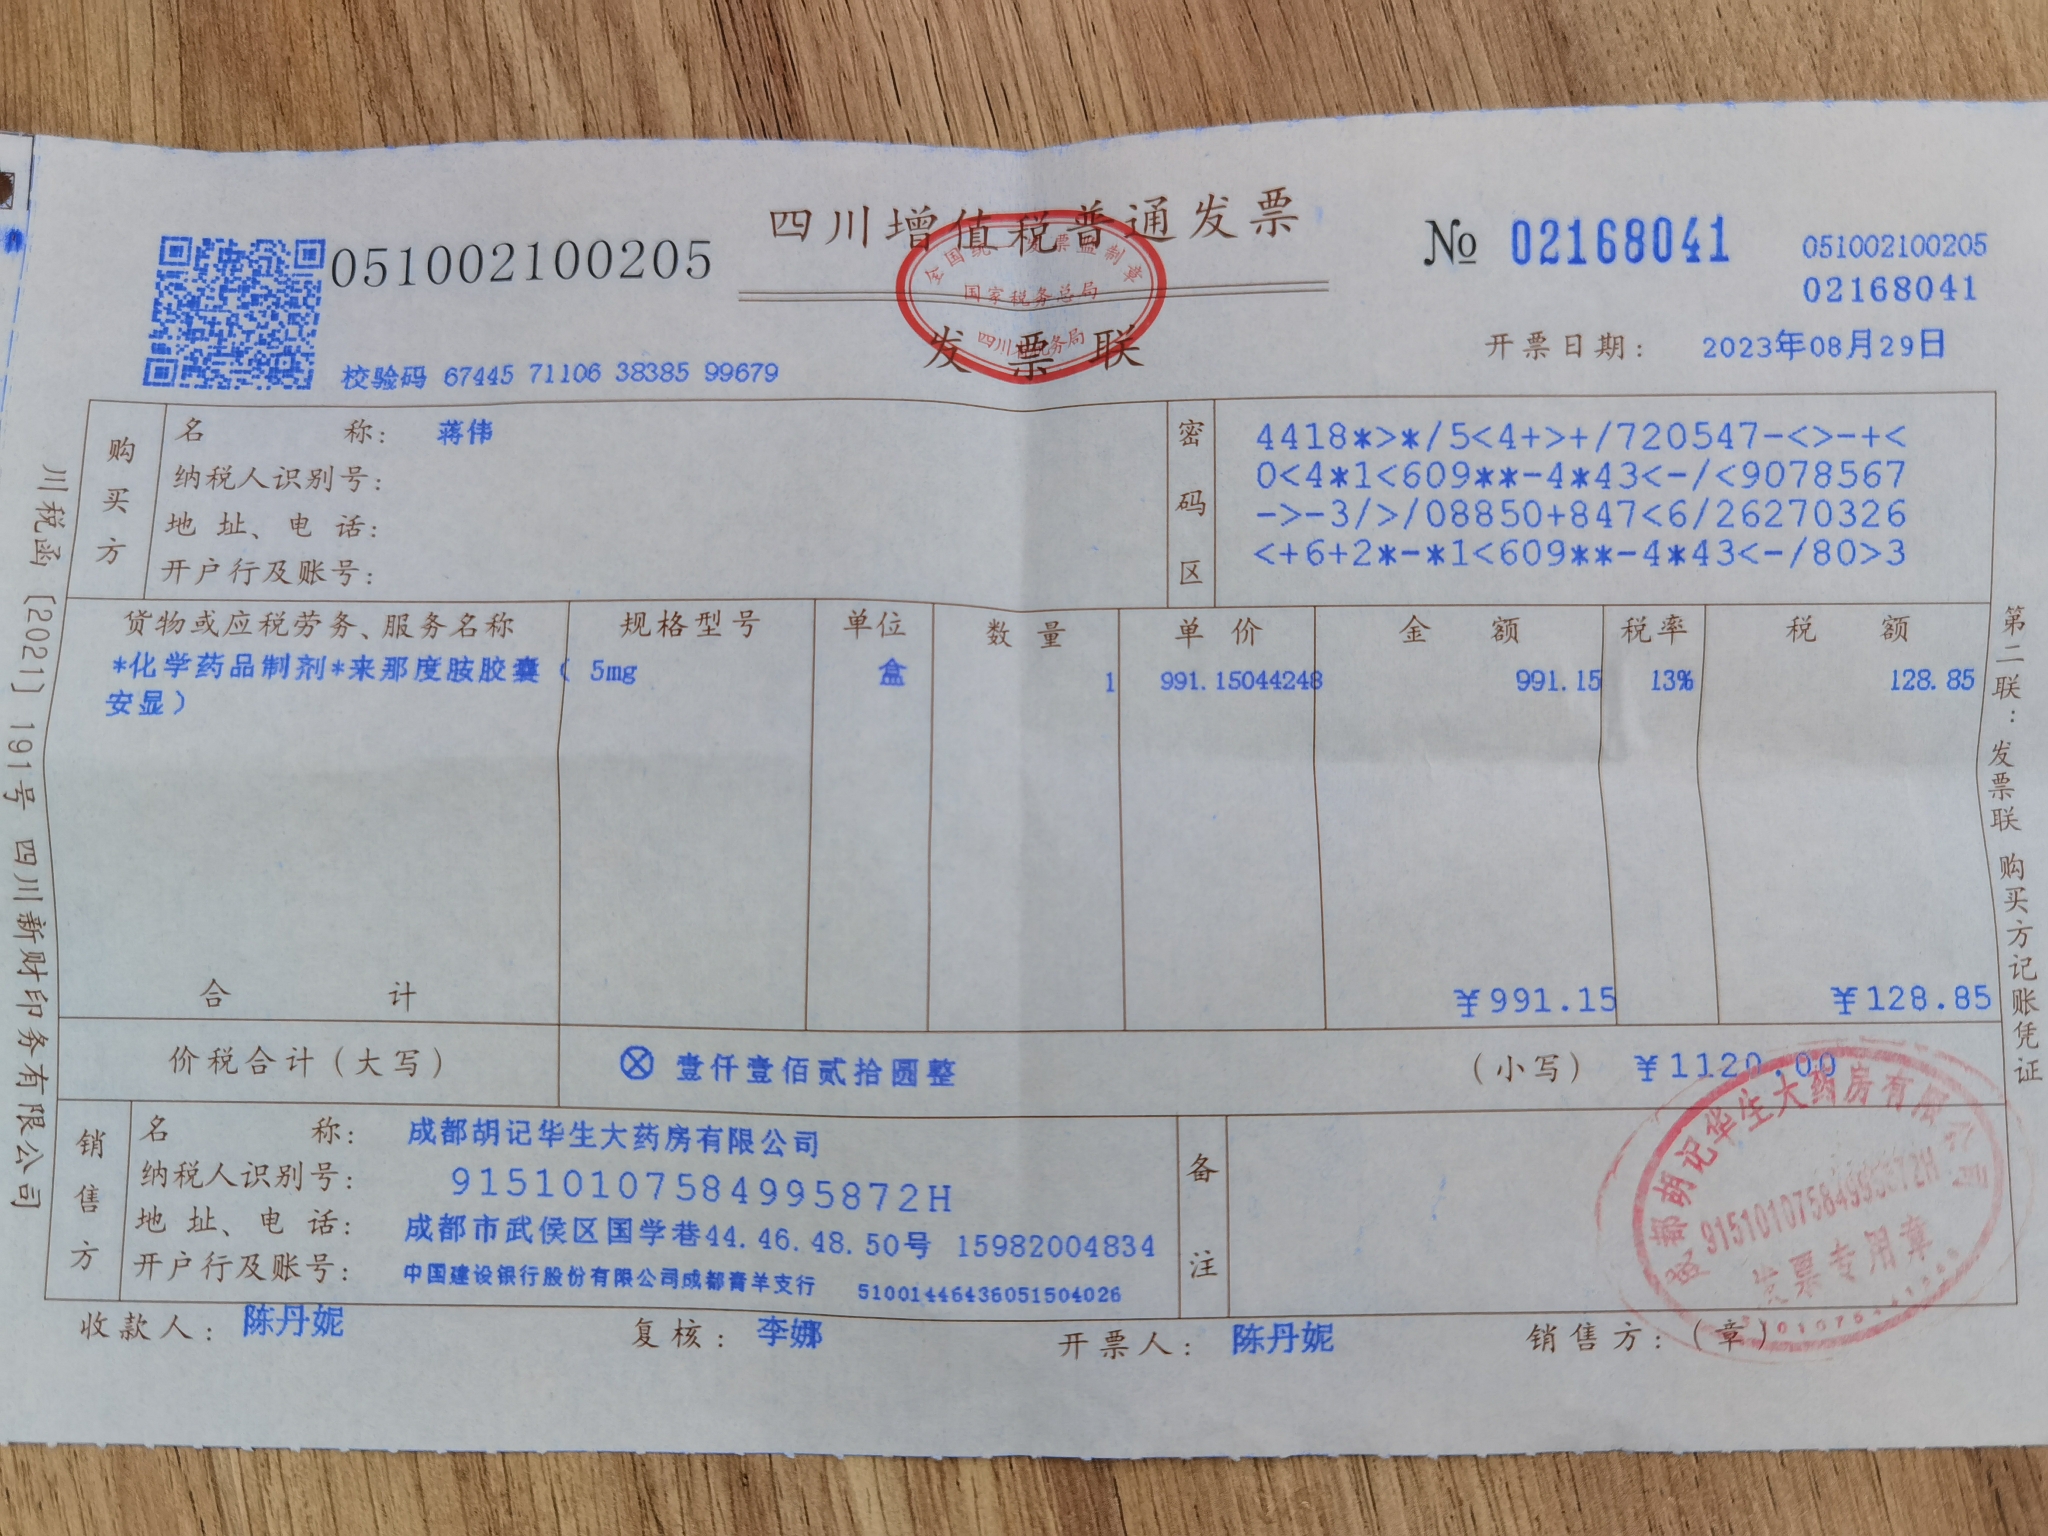 四川增值税普通发票
051002100205
№ 02168041
051002100205
02168041
全国统一发票监制章
国家税务总局
发票联
开票日期: 2023年08月29日
校验码 67445 71106 38385 99679
购买方
名 称: 蒋伟
纳税人识别号:
地 址、电 话:
开户行及账号:
密码区
4418*>*/5<4+>+/720547-<>-+<
0<4*1<609**-4*43<-/<9078567
->-3/>/08850+847<6/26270326
<+6+2*-*1<609**-4*43<-/80>3
货物或应税劳务、服务名称 规格型号 单位 数量 单价 金额 税率 税额
*化学药品制剂*来那度胺胶囊( 5mg 盒 1 991.15044248 991.15 13% 128.85
安显)
合 计 ¥991.15 ¥128.85
价税合计(大写) ⊗ 壹仟壹佰贰拾圆整 (小写) ¥1120.00
销售方
名 称: 成都胡记华生大药房有限公司
纳税人识别号: 91510107584995872H
地 址、电 话: 成都市武侯区国学巷44.46.48.50号 15982004834
开户行及账号: 中国建设银行股份有限公司成都青羊支行 51001446436051504026
备注
成都胡记华生大药房有限公司
91510107584995872H
发票专用章
收款人: 陈丹妮 复核: 李娜 开票人: 陈丹妮 销售方:(章)
川税函〔2021〕191号 四川新财印务有限公司
第二联:发票联 购买方记账凭证